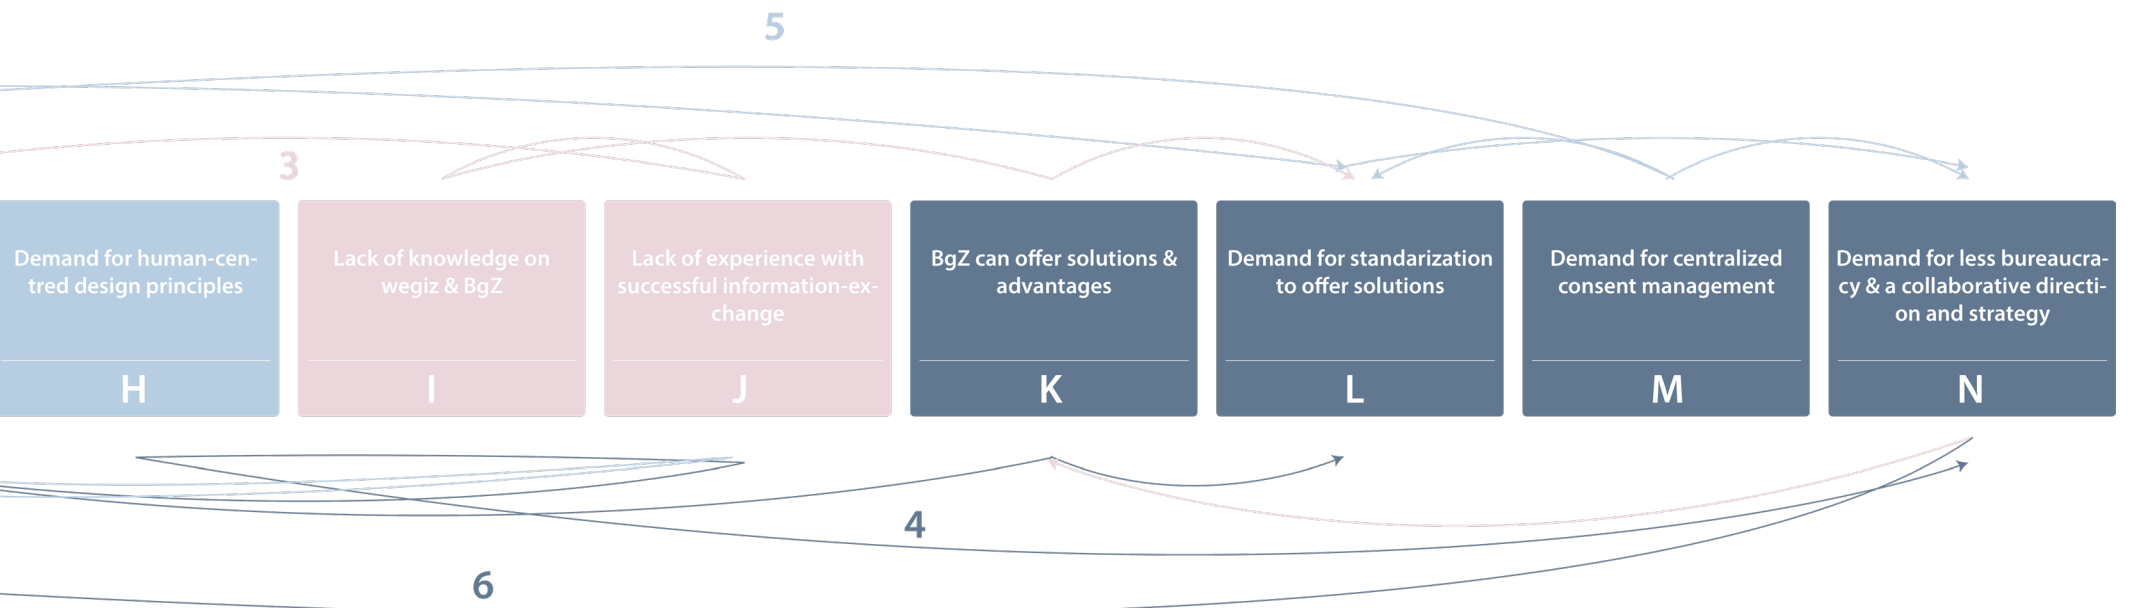 5
3
Demand for human-cen-
tred design principles
H
Lack of knowledge on
wegiz & BgZ
I
Lack of experience with
successful information-ex-
change
J
BgZ can offer solutions &
advantages
K
Demand for standarization
to offer solutions
L
Demand for centralized
consent management
M
Demand for less bureaucra-
cy & a collaborative directi-
on and strategy
N
4
6